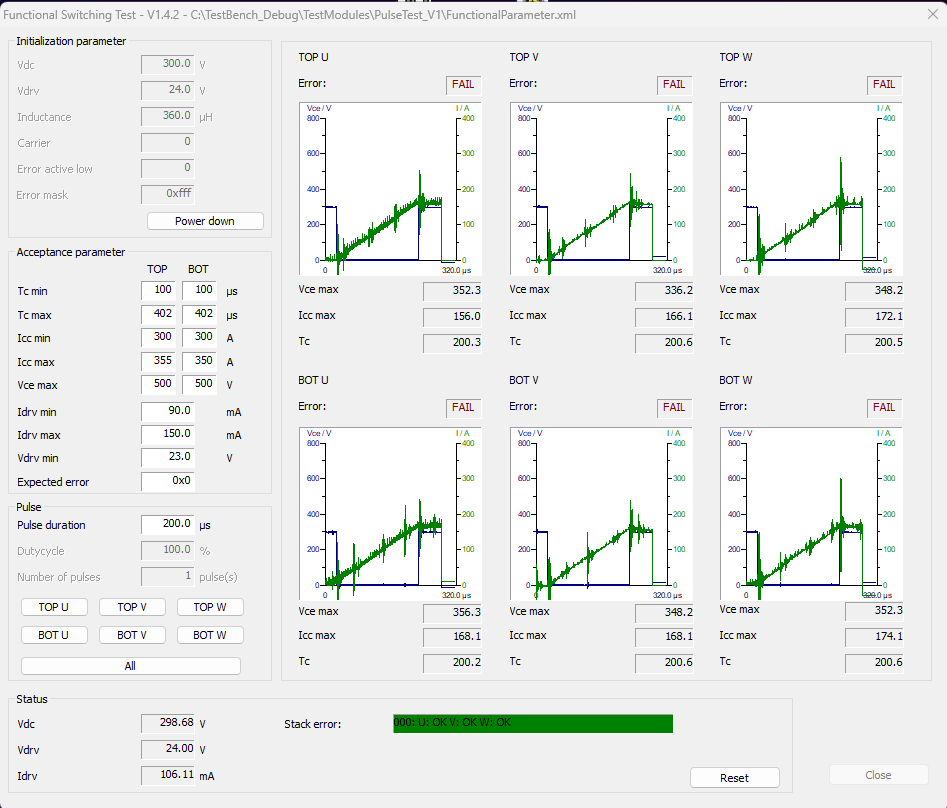 Functional Switching Test - V1.4.2 - C:\TestBench_Debug\TestModules\PulseTest_V1\FunctionalParameter.xml
Initialization parameter
Vdc 300.0 V
Vdrv 24.0 V
Inductance 360.0 µH
Carrier 0
Error active low 0
Error mask 0xfff
Power down
Acceptance parameter
TOP BOT
Tc min 100 100 µs
Tc max 402 402 µs
Icc min 300 300 A
Icc max 355 350 A
Vce max 500 500 V
Idrv min 90.0 mA
Idrv max 150.0 mA
Vdrv min 23.0 V
Expected error 0x0
Pulse
Pulse duration 200.0 µs
Dutycycle 100.0 %
Number of pulses 1 pulse(s)
TOP U TOP V TOP W
BOT U BOT V BOT W
All
TOP U
Error: FAIL
Vce / V I / A
800 400
600 300
400 200
200 100
0 0
0 320.0 µs
Vce max 352.3
Icc max 156.0
Tc 200.3
TOP V
Error: FAIL
Vce / V I / A
800 400
600 300
400 200
200 100
0 0
0 320.0 µs
Vce max 336.2
Icc max 166.1
Tc 200.6
TOP W
Error: FAIL
Vce / V I / A
800 400
600 300
400 200
200 100
0 0
0 320.0 µs
Vce max 348.2
Icc max 172.1
Tc 200.5
BOT U
Error: FAIL
Vce / V I / A
800 400
600 300
400 200
200 100
0 0
0 320.0 µs
Vce max 356.3
Icc max 168.1
Tc 200.2
BOT V
Error: FAIL
Vce / V I / A
800 400
600 300
400 200
200 100
0 0
0 320.0 µs
Vce max 348.2
Icc max 168.1
Tc 200.6
BOT W
Error: FAIL
Vce / V I / A
800 400
600 300
400 200
200 100
0 0
0 320.0 µs
Vce max 352.3
Icc max 174.1
Tc 200.6
Status
Vdc 298.68 V
Vdrv 24.00 V
Idrv 106.11 mA
Stack error: 000: U: OK V: OK W: OK
Reset
Close